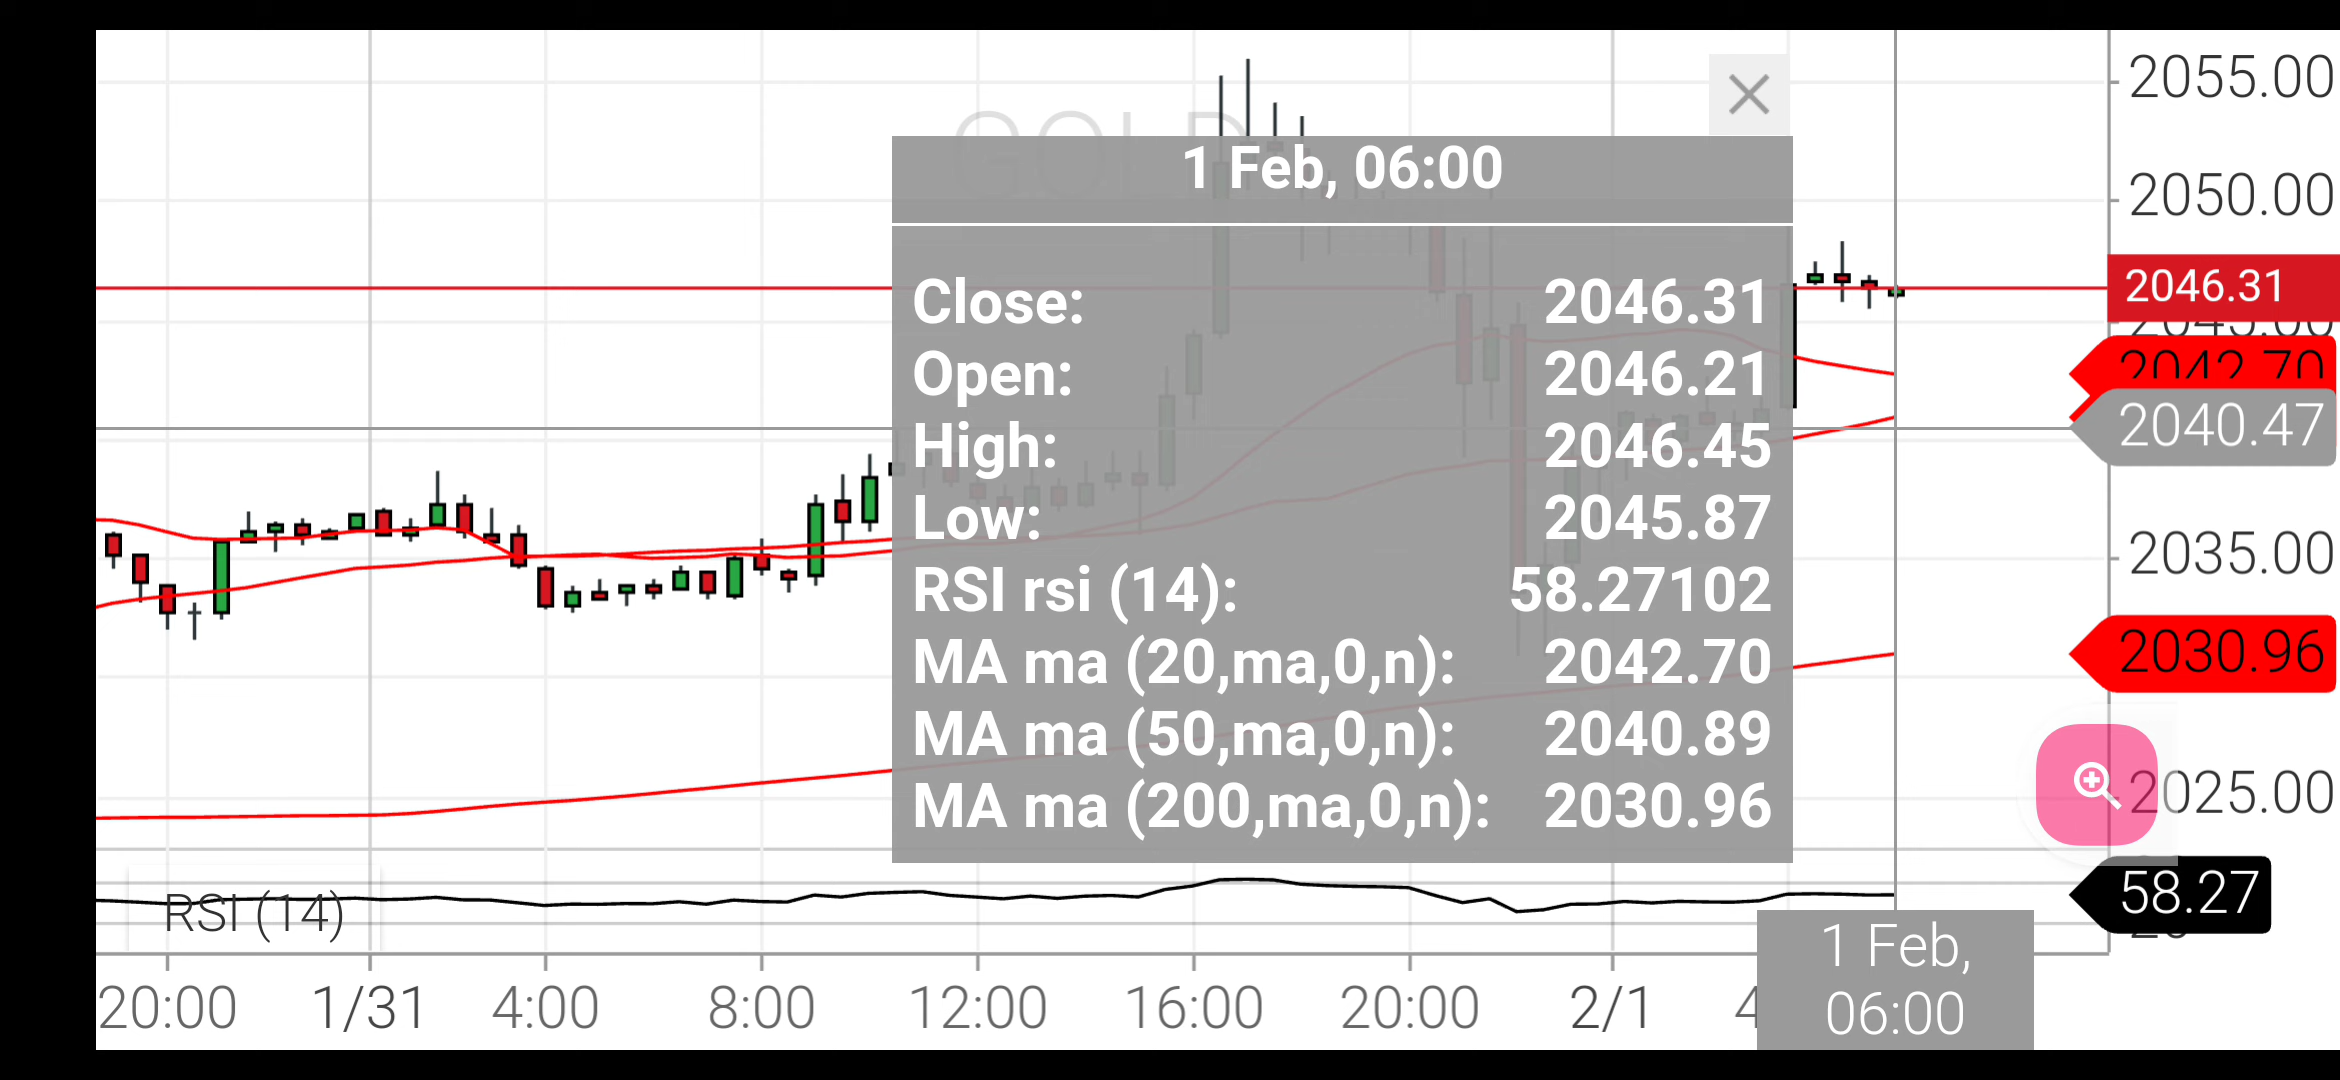 GOLD
1 Feb, 06:00
Close: 2046.31
Open: 2046.21
High: 2046.45
Low: 2045.87
RSI rsi (14): 58.27102
MA ma (20,ma,0,n): 2042.70
MA ma (50,ma,0,n): 2040.89
MA ma (200,ma,0,n): 2030.96
2055.00
2050.00
2046.31
2045.00
2042.70
2040.47
2035.00
2030.96
2025.00
58.27
RSI (14)
20:00 1/31 4:00 8:00 12:00 16:00 20:00 2/1 4
1 Feb,
06:00